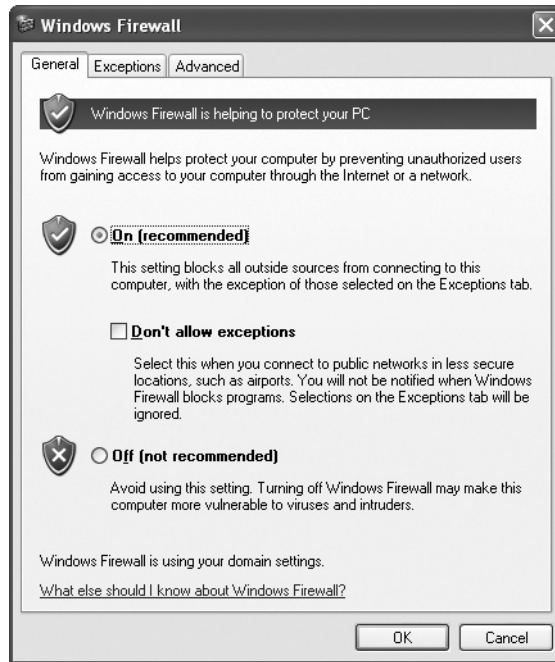 Windows Firewall
General Exceptions Advanced
Windows Firewall is helping to protect your PC
Windows Firewall helps protect your computer by preventing unauthorized users
from gaining access to your computer through the Internet or a network.
On (recommended)
This setting blocks all outside sources from connecting to this
computer, with the exception of those selected on the Exceptions tab.
Don't allow exceptions
Select this when you connect to public networks in less secure
locations, such as airports. You will not be notified when Windows
Firewall blocks programs. Selections on the Exceptions tab will be
ignored.
Off (not recommended)
Avoid using this setting. Turning off Windows Firewall may make this
computer more vulnerable to viruses and intruders.
Windows Firewall is using your domain settings.
What else should I know about Windows Firewall?
OK Cancel